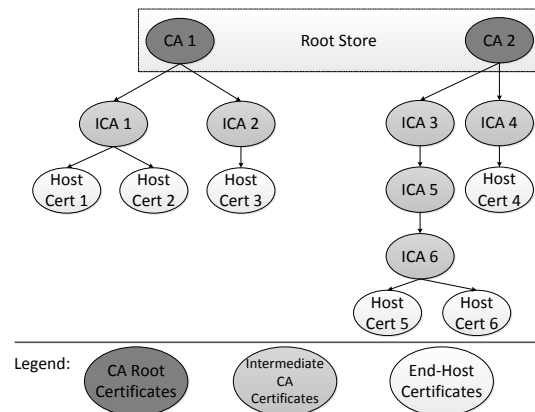 CA 1
Root Store
CA 2
ICA 1
ICA 2
ICA 3
ICA 4
Host
Cert 1
Host
Cert 2
Host
Cert 3
ICA 5
Host
Cert 4
ICA 6
Host
Cert 5
Host
Cert 6
Legend:
CA Root
Certificates
Intermediate
CA
Certificates
End-Host
Certificates